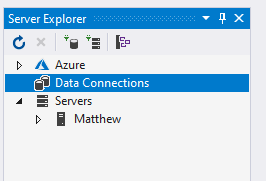 Server Explorer
Azure
Data Connections
Servers
Matthew